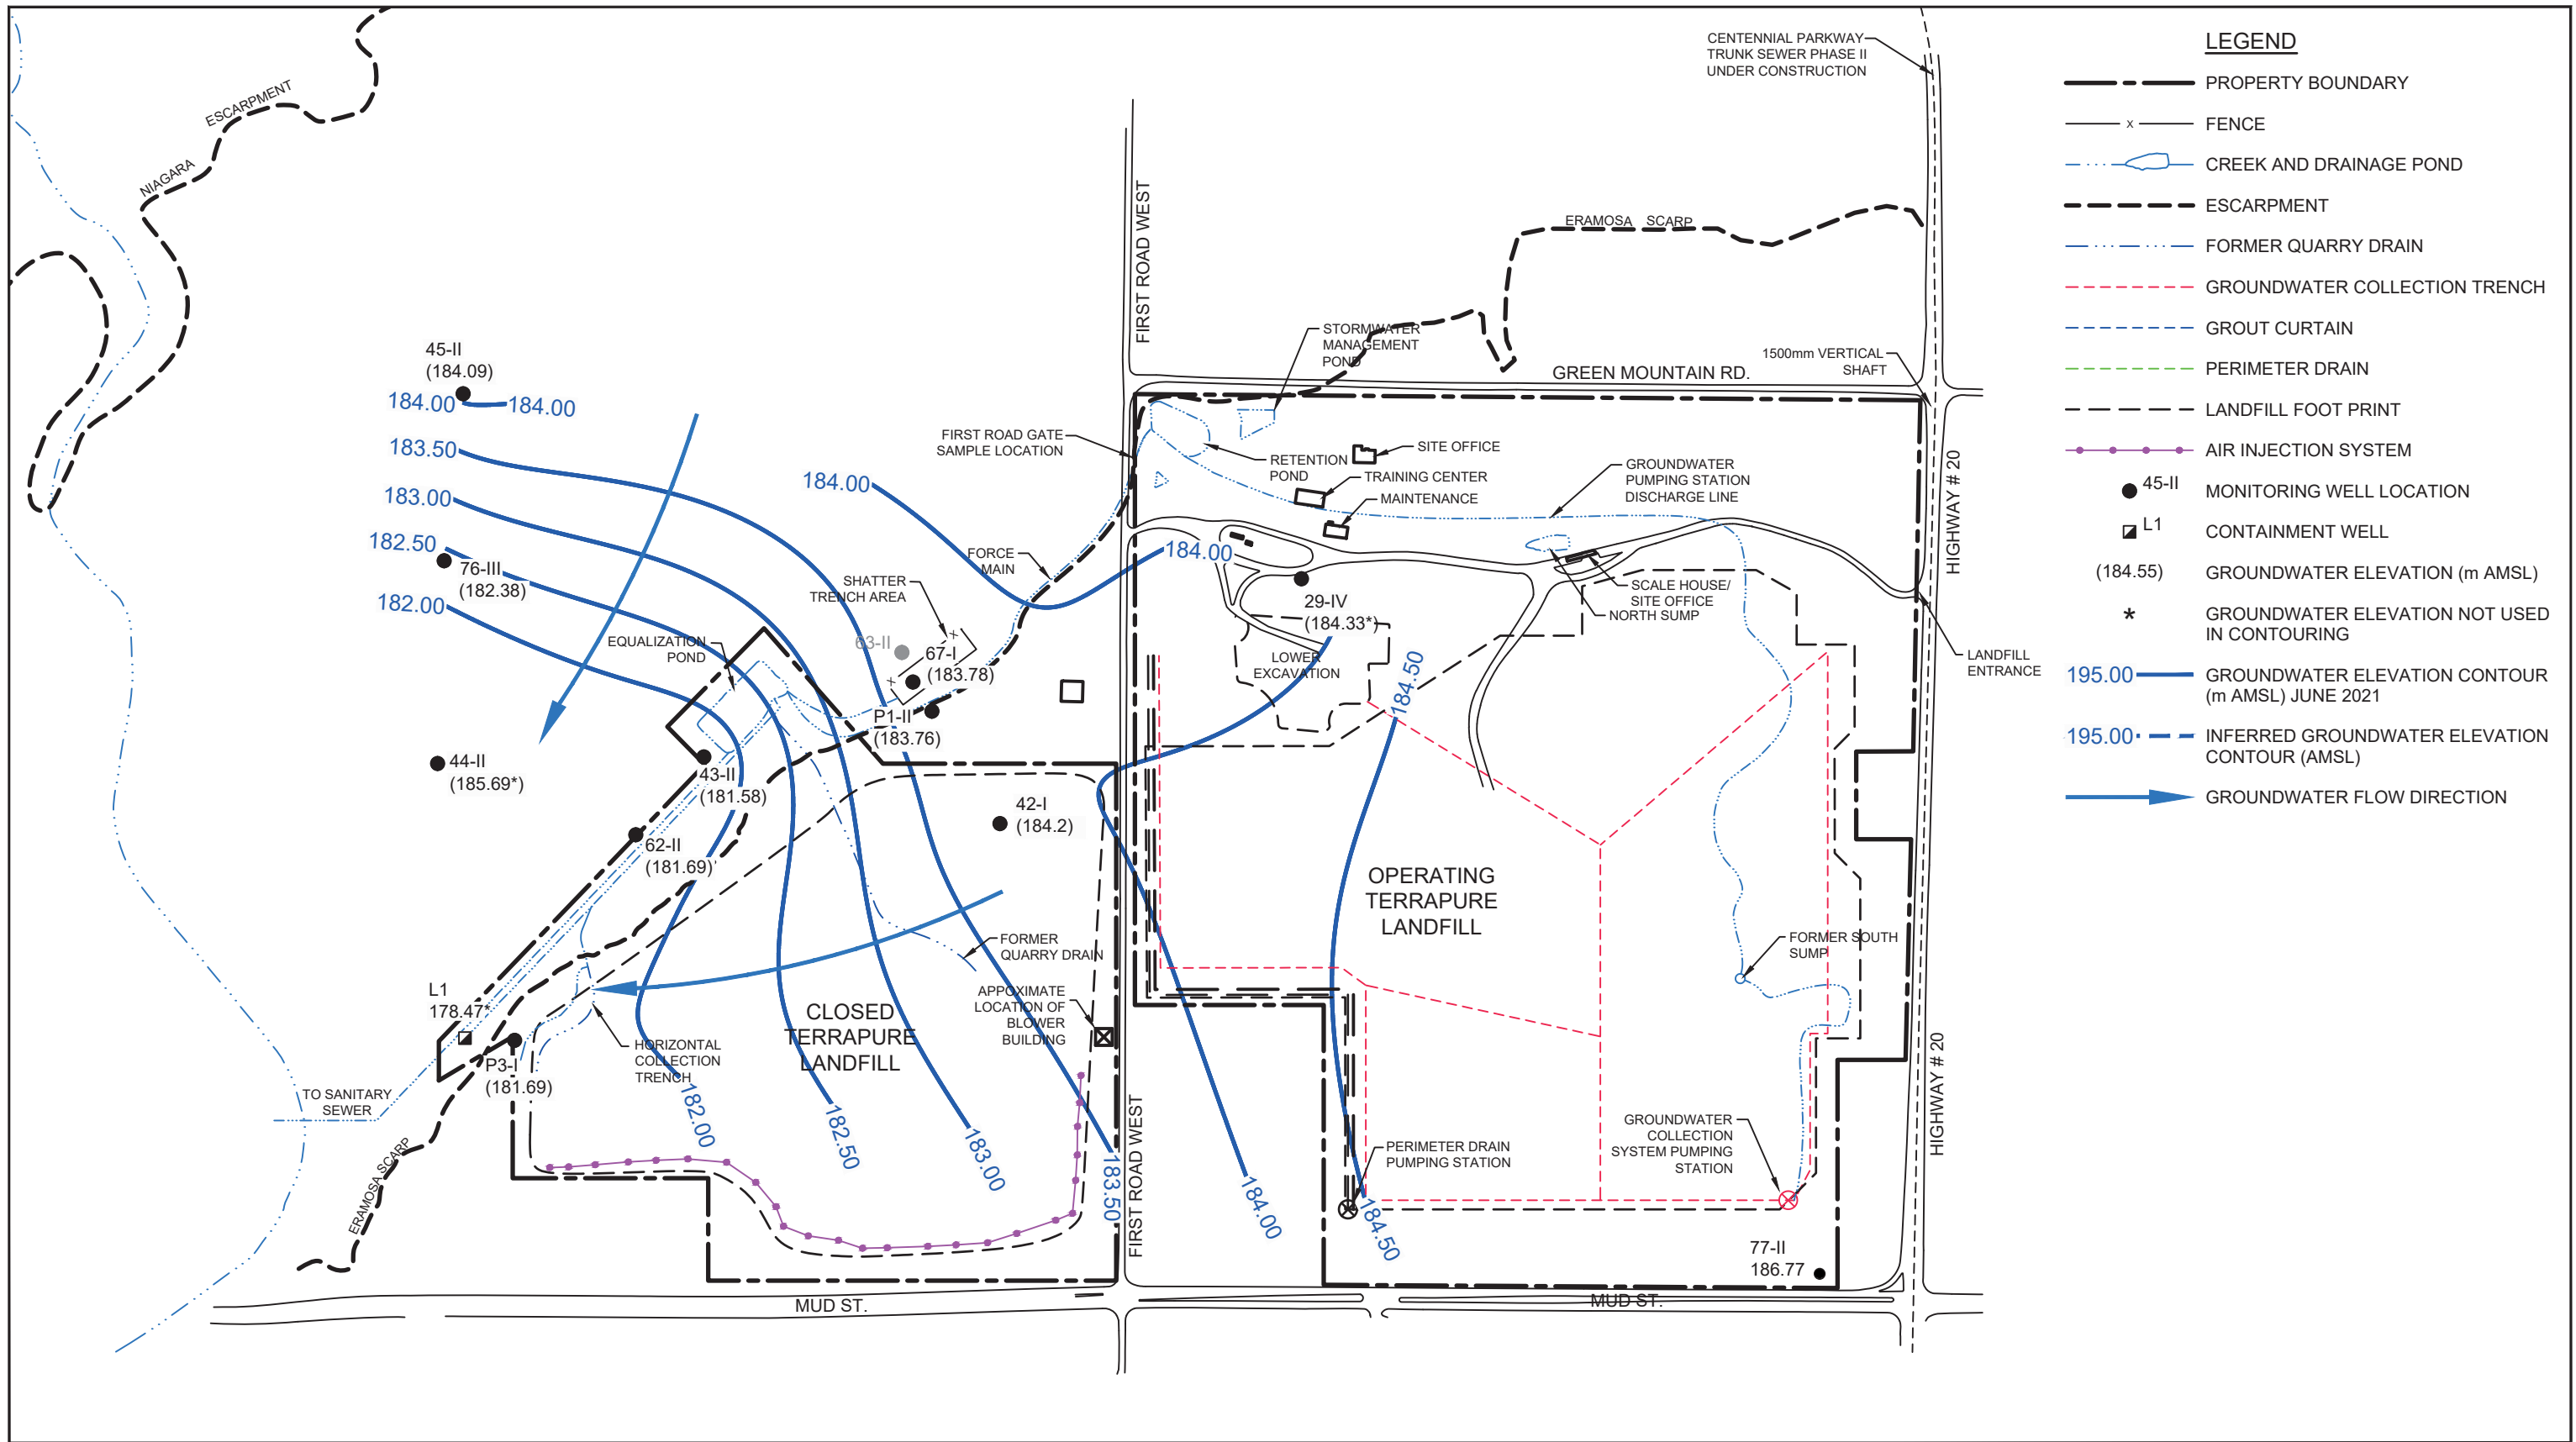 CENTENNIAL PARKWAY
TRUNK SEWER PHASE II
UNDER CONSTRUCTION
ESCARPMENT
NIAGARA
FIRST ROAD WEST
ERAMOSA SCARP
STORMWATER
MANAGEMENT
POND
1500mm VERTICAL
SHAFT
GREEN MOUNTAIN RD.
45-II
(184.09)
184.00
184.00
183.50
183.00
182.50
182.00
184.00
184.00
FIRST ROAD GATE
SAMPLE LOCATION
RETENTION
POND
SITE OFFICE
TRAINING CENTER
MAINTENANCE
GROUNDWATER
PUMPING STATION
DISCHARGE LINE
HIGHWAY # 20
76-III
(182.38)
FORCE
MAIN
SHATTER
TRENCH AREA
EQUALIZATION
POND
63-II
x
x
67-I
(183.78)
P1-II
(183.76)
29-IV
(184.33*)
LOWER
EXCAVATION
SCALE HOUSE/
SITE OFFICE
NORTH SUMP
LANDFILL
ENTRANCE
184.50
44-II
(185.69*)
43-II
(181.58)
42-I
(184.2)
62-II
(181.69)
OPERATING
TERRAPURE
LANDFILL
FORMER
QUARRY DRAIN
FORMER SOUTH
SUMP
L1
178.47*
P3-I
(181.69)
APPOXIMATE
LOCATION OF
BLOWER
BUILDING
CLOSED
TERRAPURE
LANDFILL
HORIZONTAL
COLLECTION
TRENCH
TO SANITARY
SEWER
ERAMOSA SCARP
182.00
182.50
183.00
183.50
FIRST ROAD WEST
184.00
184.50
PERIMETER DRAIN
PUMPING STATION
GROUNDWATER
COLLECTION
SYSTEM PUMPING
STATION
HIGHWAY # 20
77-II
186.77
MUD ST.
MUD ST.
LEGEND
PROPERTY BOUNDARY
x FENCE
CREEK AND DRAINAGE POND
ESCARPMENT
FORMER QUARRY DRAIN
GROUNDWATER COLLECTION TRENCH
GROUT CURTAIN
PERIMETER DRAIN
LANDFILL FOOT PRINT
AIR INJECTION SYSTEM
45-II MONITORING WELL LOCATION
L1 CONTAINMENT WELL
(184.55) GROUNDWATER ELEVATION (m AMSL)
* GROUNDWATER ELEVATION NOT USED
IN CONTOURING
195.00 GROUNDWATER ELEVATION CONTOUR
(m AMSL) JUNE 2021
195.00 INFERRED GROUNDWATER ELEVATION
CONTOUR (AMSL)
GROUNDWATER FLOW DIRECTION